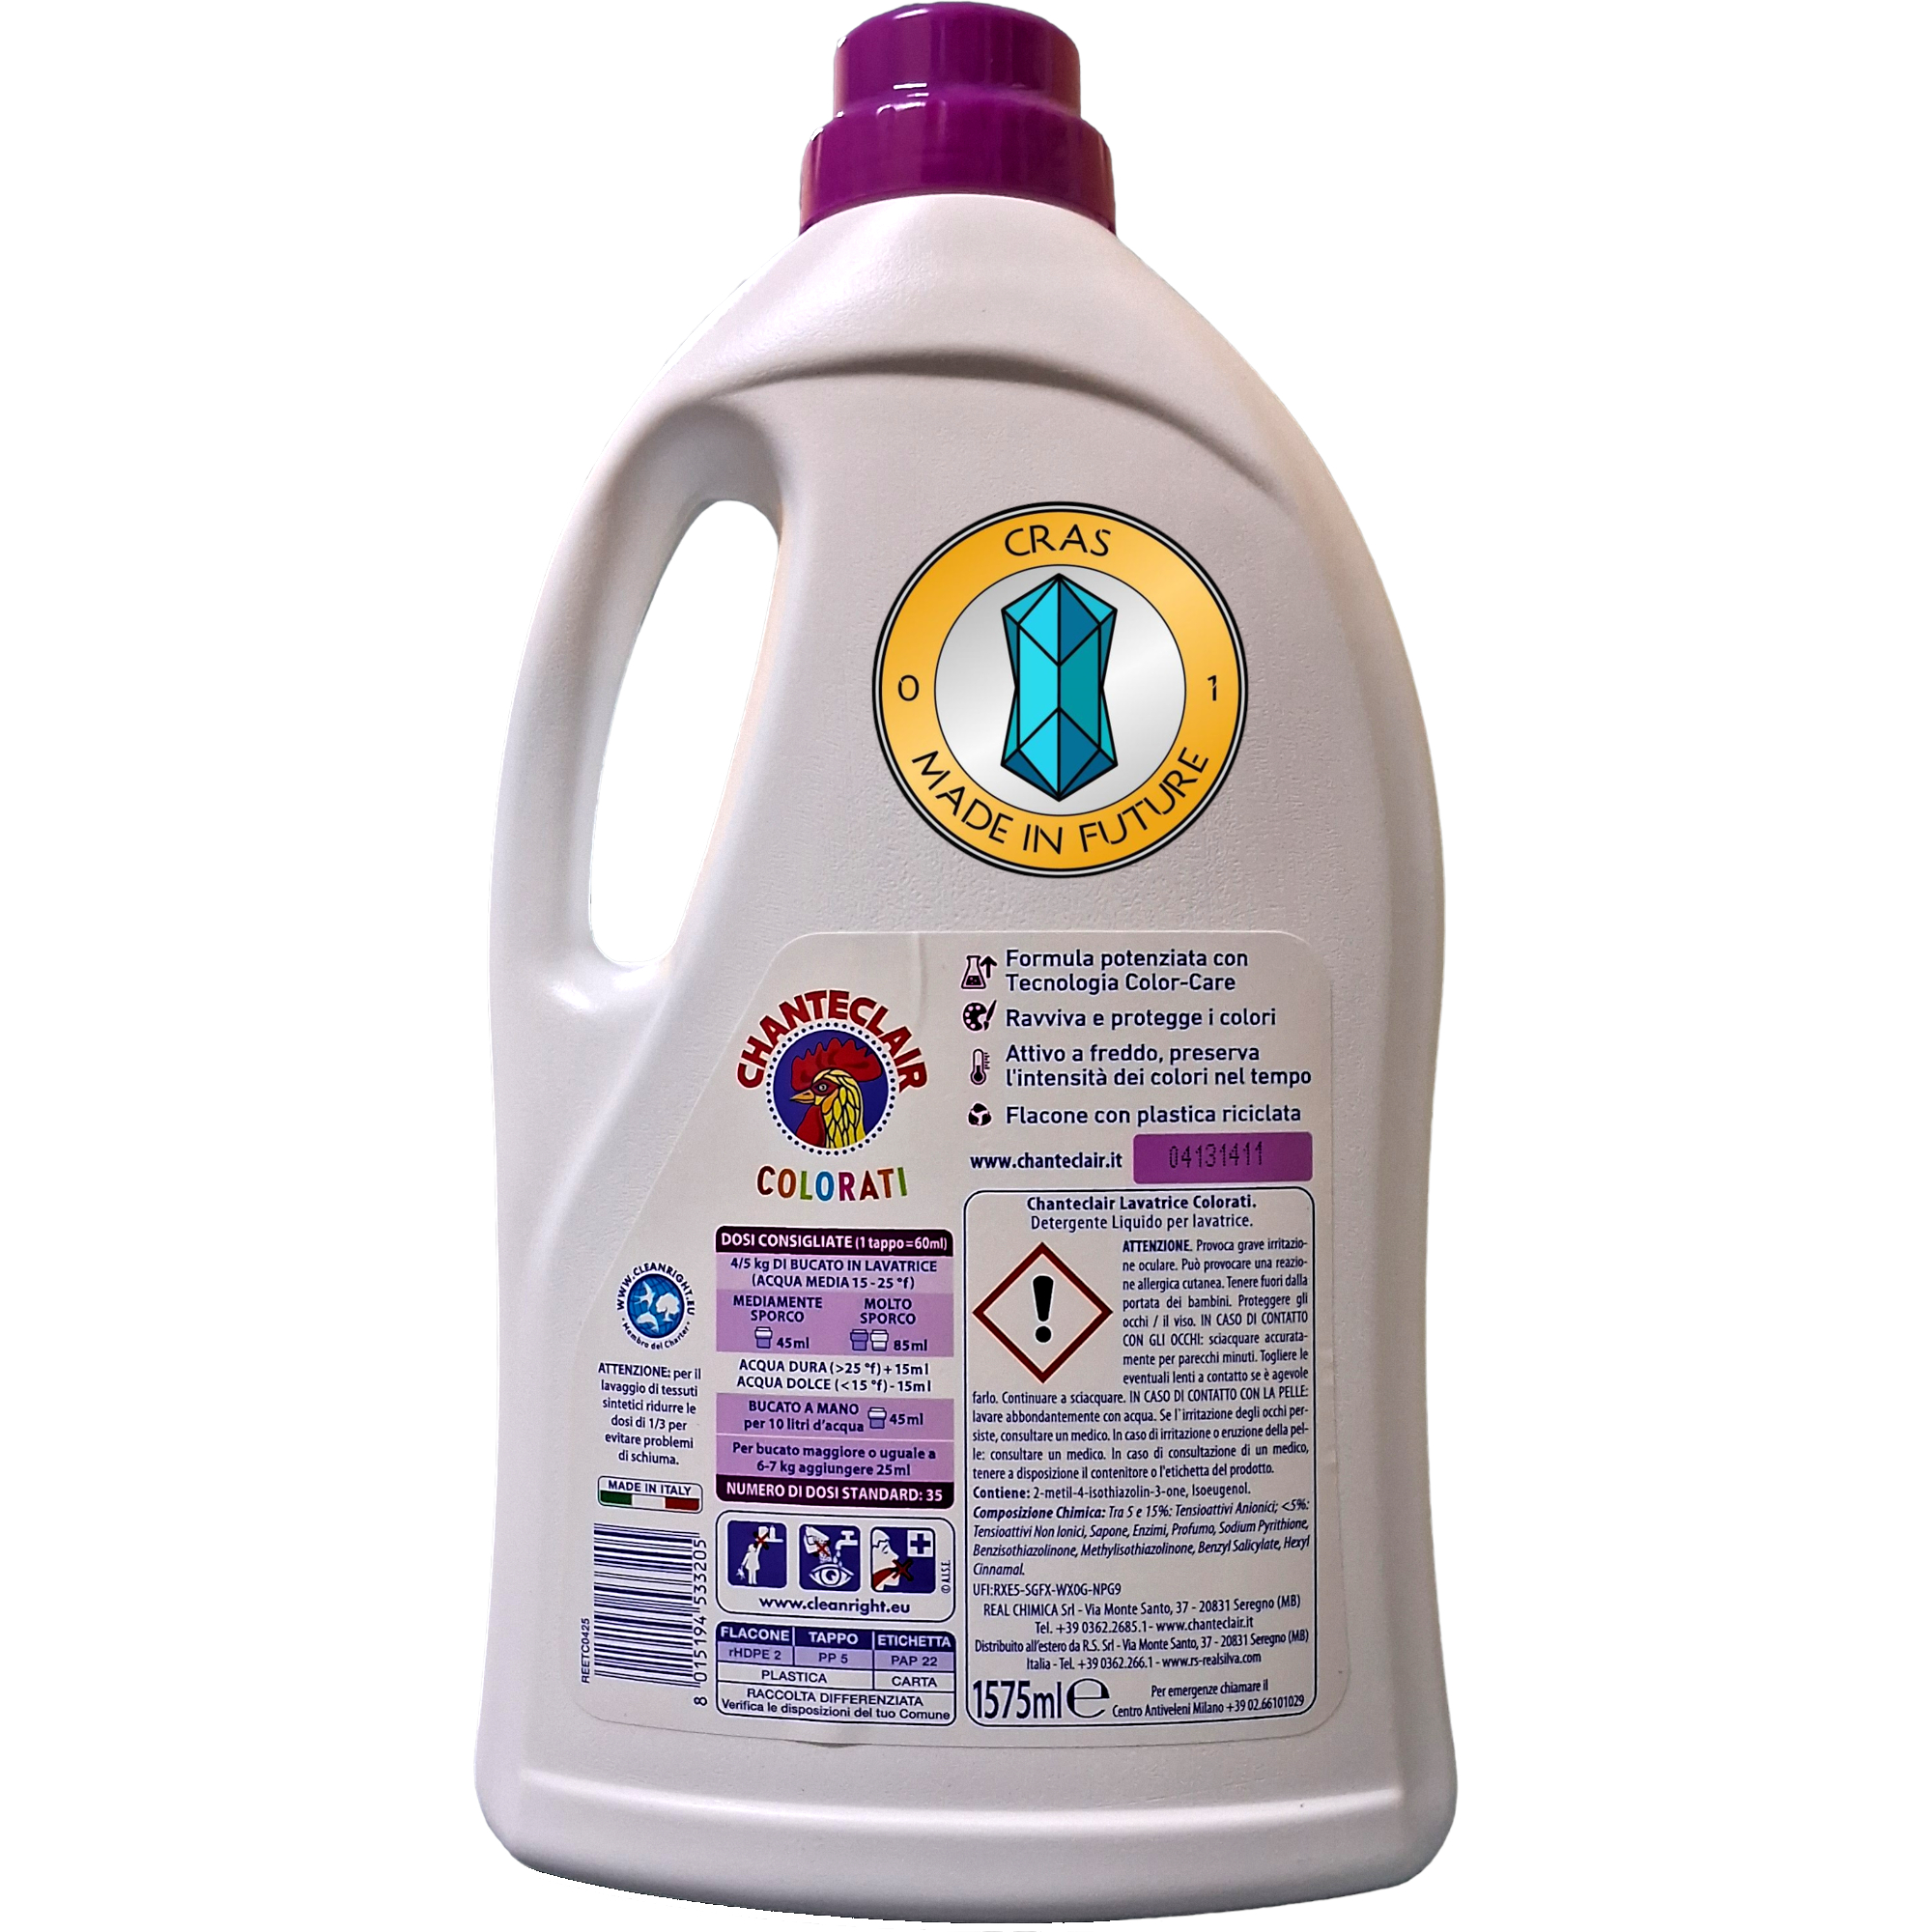 CRAS
0 1
MADE IN FUTURE
Formula potenziata con
Tecnologia Color-Care
Ravviva e protegge i colori
Attivo a freddo, preserva
l'intensità dei colori nel tempo
Flacone con plastica riciclata
www.chanteclair.it 04131411
CHANTECLAIR
COLORATI
DOSI CONSIGLIATE (1 tappo=60ml)
4/5 kg DI BUCATO IN LAVATRICE
(ACQUA MEDIA 15-25 °f)
MEDIAMENTE
SPORCO
45ml
MOLTO
SPORCO
85ml
ACQUA DURA (>25 °f) + 15ml
ACQUA DOLCE (<15 °f) - 15ml
BUCATO A MANO
per 10 litri d'acqua 45ml
Per bucato maggiore o uguale a
6-7 kg aggiungere 25ml
NUMERO DI DOSI STANDARD: 35
WWW.CLEANRIGHT.EU
Membro del Charter
ATTENZIONE: per il
lavaggio di tessuti
sintetici ridurre le
dosi di 1/3 per
evitare problemi
di schiuma.
MADE IN ITALY
8 015194 533205
REETC0425
© A.I.S.E.
www.cleanright.eu
FLACONE TAPPO ETICHETTA
rHDPE 2 PP 5 PAP 22
PLASTICA CARTA
RACCOLTA DIFFERENZIATA
Verifica le disposizioni del tuo Comune
Chanteclair Lavatrice Colorati.
Detergente Liquido per lavatrice.
ATTENZIONE. Provoca grave irritazio-
ne oculare. Può provocare una reazio-
ne allergica cutanea. Tenere fuori dalla
portata dei bambini. Proteggere gli
occhi / il viso. IN CASO DI CONTATTO
CON GLI OCCHI: sciacquare accurata-
mente per parecchi minuti. Togliere le
eventuali lenti a contatto se è agevole
farlo. Continuare a sciacquare. IN CASO DI CONTATTO CON LA PELLE:
lavare abbondantemente con acqua. Se l'irritazione degli occhi per-
siste, consultare un medico. In caso di irritazione o eruzione della pel-
le: consultare un medico. In caso di consultazione di un medico,
tenere a disposizione il contenitore o l'etichetta del prodotto.
Contiene: 2-metil-4-isothiazolin-3-one, Isoeugenol.
Composizione Chimica: Tra 5 e 15%: Tensioattivi Anionici; <5%:
Tensioattivi Non Ionici, Sapone, Enzimi, Profumo, Sodium Pyrithione,
Benzisothiazolinone, Methylisothiazolinone, Benzyl Salicylate, Hexyl
Cinnamal.
UFI:RXE5-SGFX-WX0G-NPG9
REAL CHIMICA Srl - Via Monte Santo, 37 - 20831 Seregno (MB)
Tel. +39 0362.2685.1- www.chanteclair.it
Distribuito all'estero da R.S. Srl - Via Monte Santo, 37 - 20831 Seregno (MB)
Italia - Tel. +39 0362.266.1 - www.rs-realsilva.com
1575ml e
Per emergenze chiamare il
Centro Antiveleni Milano +39 02.66101029